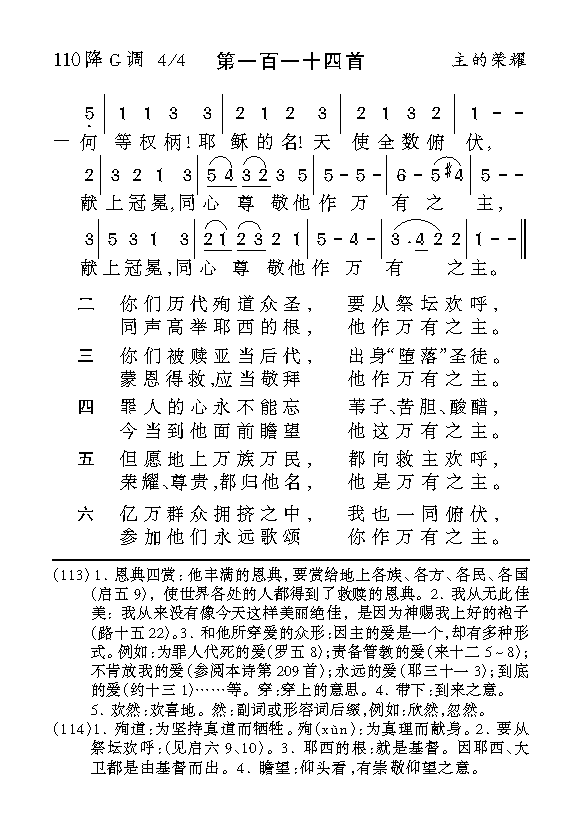 110降G调 4/4 第一百一十四首 主的荣耀
5 | 1 1 3 3 | 2 1 2 3 | 2 1 3 2 | 1 - -
一 何 等权柄!耶 稣的名!天 使全数俯 伏,
2 | 3 2 1 3 | 5 4 3 2 3 5 | 5 - 5 - | 6 - 5 #4 | 5 - -
献 上冠冕,同 心 尊 敬他 作 万 有 之 主,
3 | 5 3 1 3 | 2 1 2 3 2 1 | 5 - 4 - | 3 . 4 2 2 | 1 - - ‖
献 上冠冕,同 心 尊 敬他 作 万 有 之主。
二 你们历代殉道众圣, 要从祭坛欢呼,
同声高举耶西的根, 他作万有之主。
三 你们被赎亚当后代, 出身“堕落”圣徒。
蒙恩得救,应当敬拜 他作万有之主。
四 罪人的心永不能忘 苇子、苦胆、酸醋,
今当到他面前瞻望 他这万有之主。
五 但愿地上万族万民, 都向救主欢呼,
荣耀、尊贵,都归他名, 他是万有之主。
六 亿万群众拥挤之中, 我也一同俯伏,
参加他们永远歌颂 你作万有之主。
(113) 1. 恩典四赏:他丰满的恩典,要赏给地上各族、各方、各民、各国
(启五9),使世界各处的人都得到了救赎的恩典。2. 我从无此佳
美:我从来没有像今天这样美丽绝佳,是因为神赐我上好的袍子
(路十五22)。3. 和他所穿爱的众形:因主的爱是一个,却有多种形
式。例如:为罪人代死的爱(罗五8);责备管教的爱(来十二5~8);
不肯放我的爱(参阅本诗第209首);永远的爱(耶三十一3);到底
的爱(约十三1)……等。穿:穿上的意思。4. 带下:到来之意。
5. 欢然:欢喜地。然:副词或形容词后缀,例如:欣然,忽然。
(114)1. 殉道:为坚持真道而牺牲。殉(xùn):为真理而献身。2. 要从
祭坛欢呼:(见启六9、10)。3. 耶西的根:就是基督。因耶西、大
卫都是由基督而出。4. 瞻望:仰头看,有崇敬仰望之意。